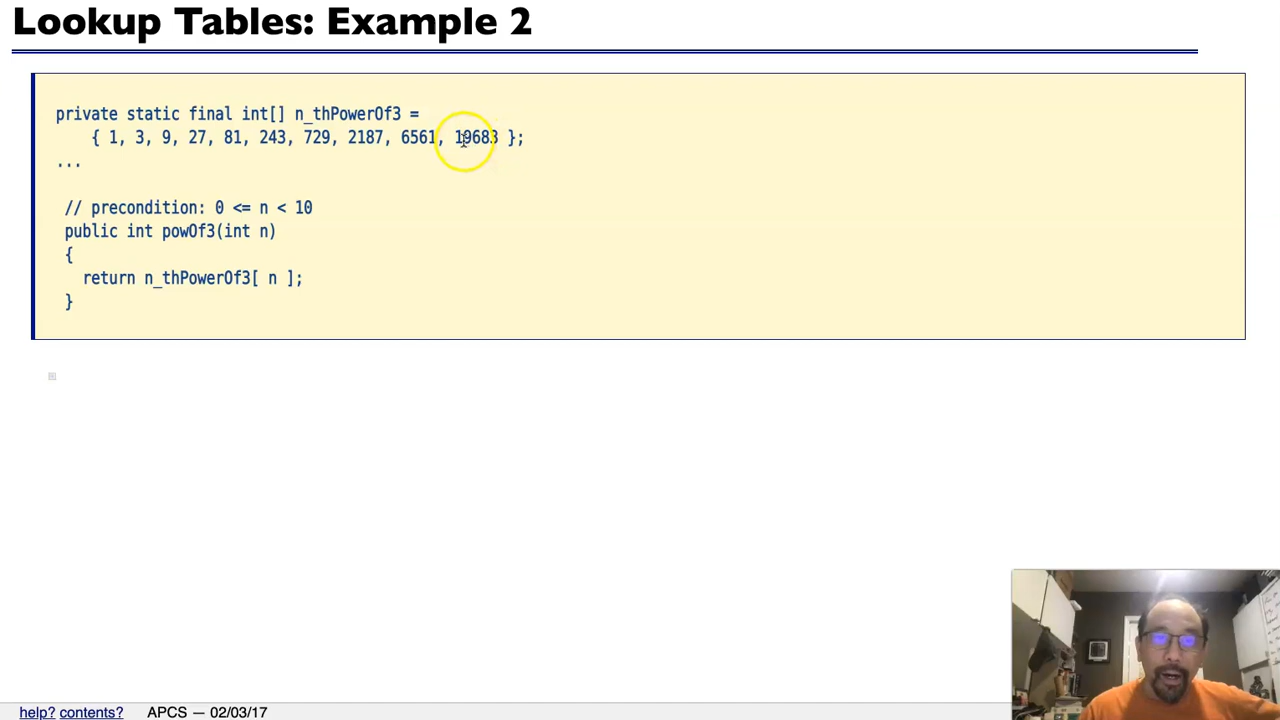 Lookup Tables: Example 2
private static final int[] n_thPowerOf3 =
{ 1, 3, 9, 27, 81, 243, 729, 2187, 6561, 19683 };
...
// precondition: 0 <= n < 10
public int powOf3(int n)
{
return n_thPowerOf3[ n ];
}
help? contents? APCS — 02/03/17